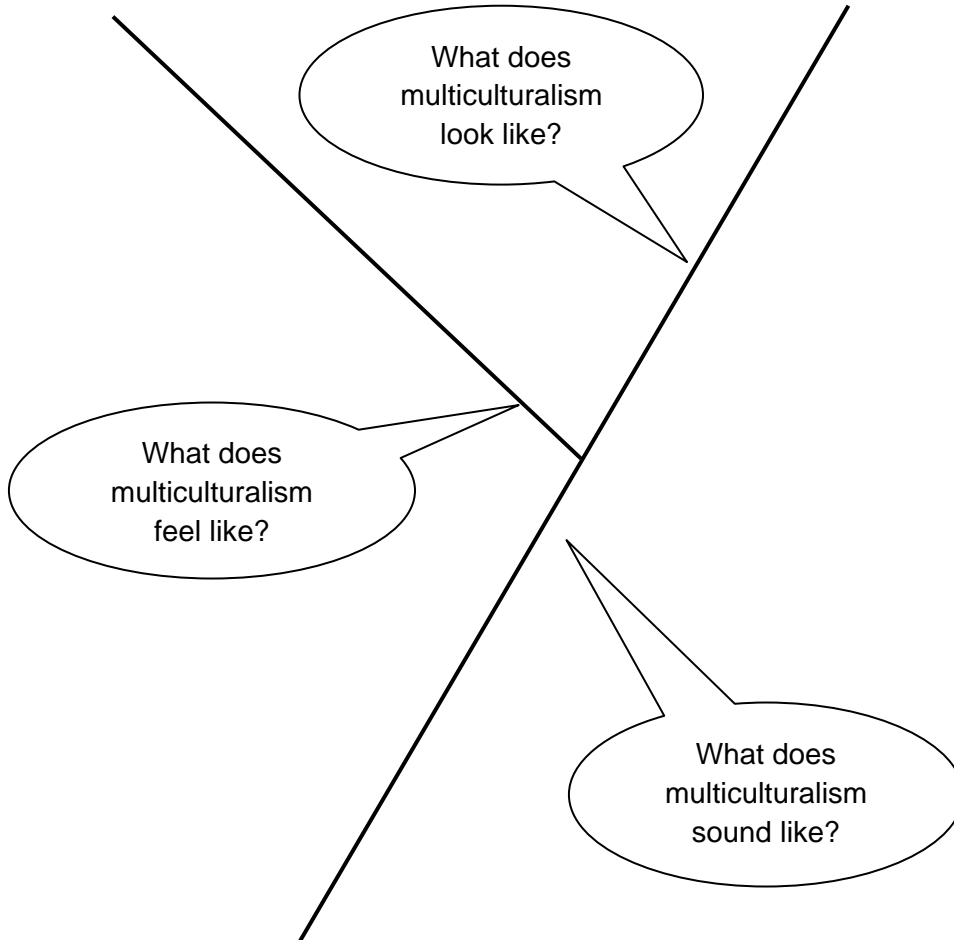 What does
multiculturalism
look like?
What does
multiculturalism
feel like?
What does
multiculturalism
sound like?